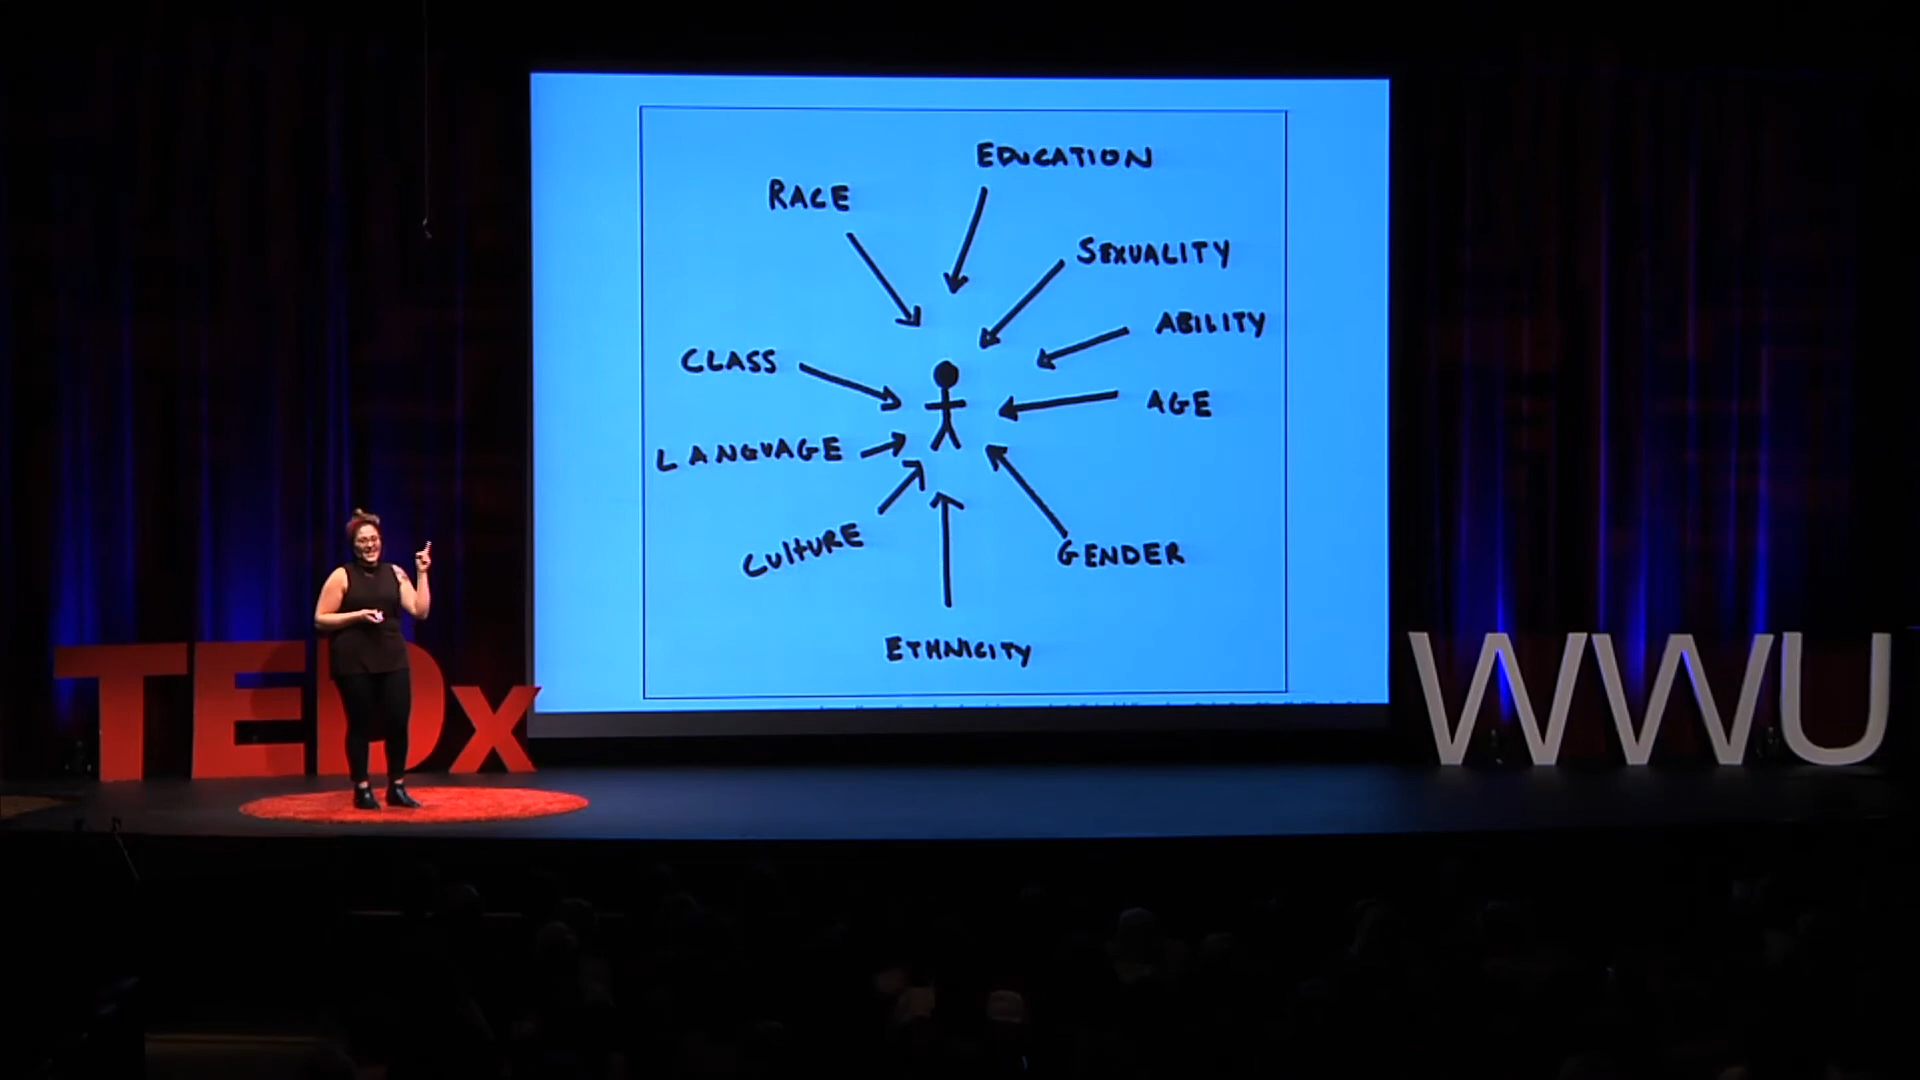 EDUCATION
RACE
SEXUALITY
ABILITY
CLASS
AGE
LANGUAGE
CULTURE
GENDER
ETHNICITY
TEDx
WWU